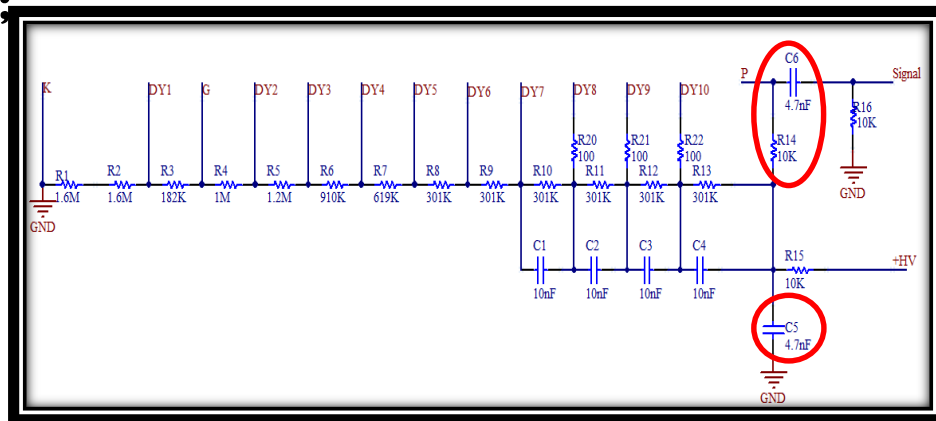 ;
C6
P
Signal
4.7nF
K
DY1
G
DY2
DY3
DY4
DY5
DY6
DY7
DY8
DY9
DY10
R16
10K
R20
100
R21
100
R22
100
R14
10K
R1
R2
R3
R4
R5
R6
R7
R8
R9
R10
R11
R12
R13
1.6M
1.6M
182K
1M
1.2M
910K
619K
301K
301K
301K
301K
301K
301K
GND
GND
C1
C2
C3
C4
R15
+HV
10nF
10nF
10nF
10nF
10K
C5
4.7nF
GND